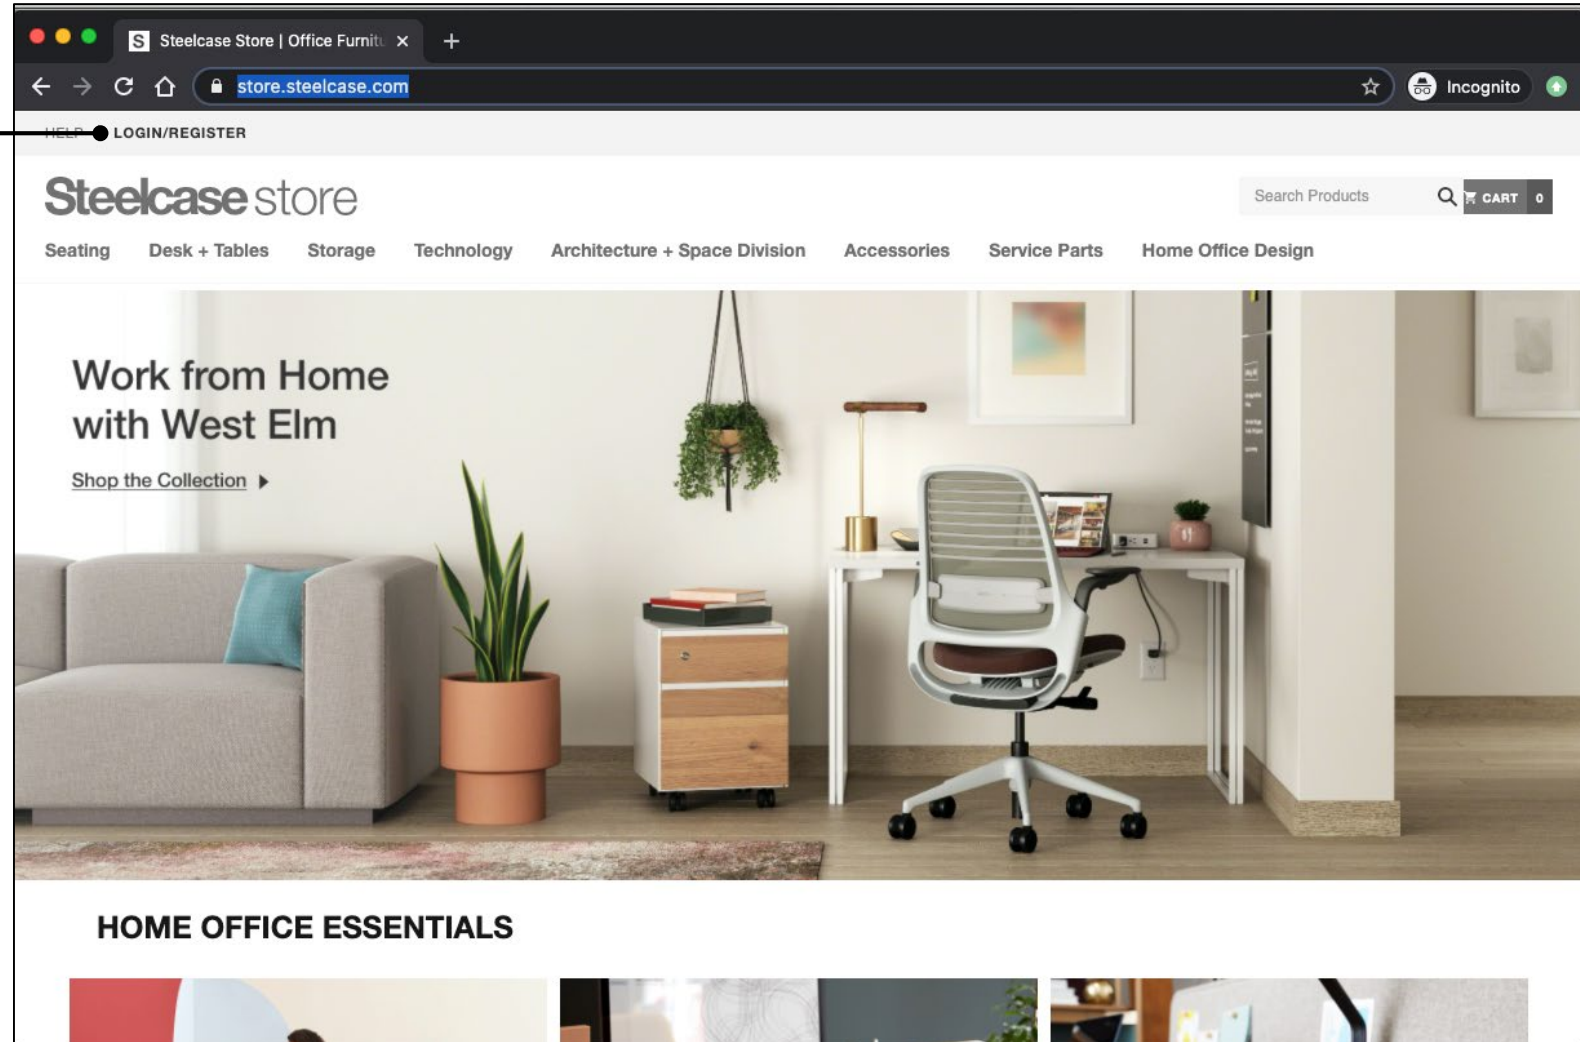 S Steelcase Store | Office Furnitu
store.steelcase.com
Incognito
HELP LOGIN/REGISTER
Steelcase store
Search Products
CART 0
Seating Desk + Tables Storage Technology Architecture + Space Division Accessories Service Parts Home Office Design
Work from Home
with West Elm
Shop the Collection
HOME OFFICE ESSENTIALS